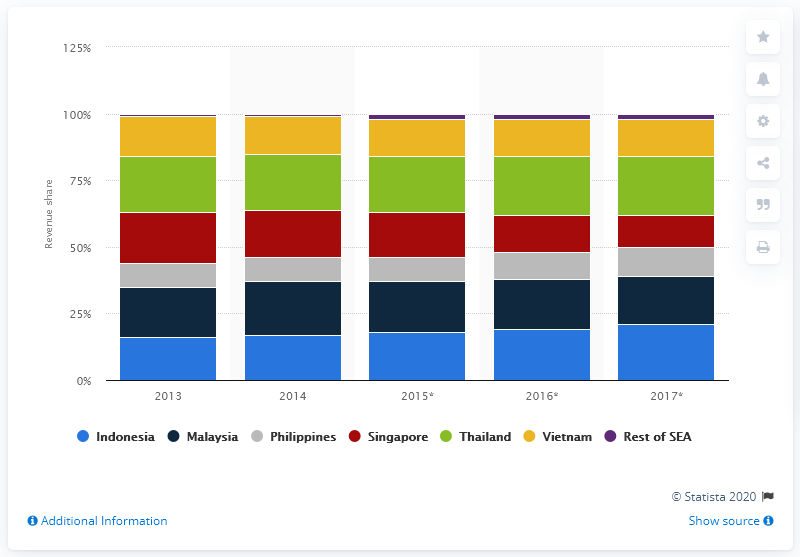 125%
100%
75%
50%
25%
0%
Revenue share
2013 2014 2015* 2016* 2017*
Indonesia Malaysia Philippines Singapore Thailand Vietnam Rest of SEA
© Statista 2020
Additional Information Show source